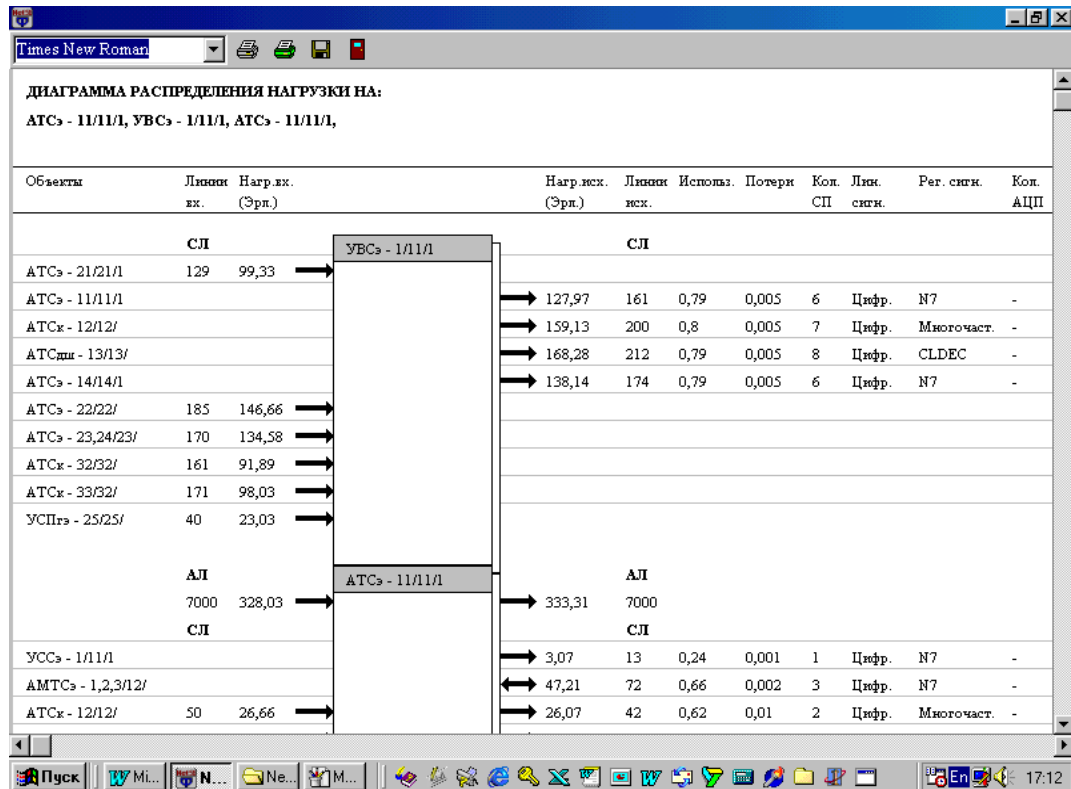 Times New Roman
ДИАГРАММА РАСПРЕДЕЛЕНИЯ НАГРУЗКИ НА:
АТСэ - 11/11/1, УВСэ - 1/11/1, АТСэ - 11/11/1,
Объекты Линии Нагр.вх. Нагр.исх. Линии Использ. Потери Кол. Лин. Рег. сигн. Кол.
вх. (Эрл.) (Эрл.) исх. СП сигн. АЦП
СЛ УВСэ - 1/11/1 СЛ
АТСэ - 21/21/1 129 99,33
АТСэ - 11/11/1 127,97 161 0,79 0,005 6 Цифр. N7 -
АТСк - 12/12/ 159,13 200 0,8 0,005 7 Цифр. Многочаст. -
АТСдш - 13/13/ 168,28 212 0,79 0,005 8 Цифр. CLDEC -
АТСэ - 14/14/1 138,14 174 0,79 0,005 6 Цифр. N7 -
АТСэ - 22/22/ 185 146,66
АТСэ - 23,24/23/ 170 134,58
АТСк - 32/32/ 161 91,89
АТСк - 33/32/ 171 98,03
УСПгэ - 25/25/ 40 23,03
АЛ АТСэ - 11/11/1 АЛ
7000 328,03 333,31 7000
СЛ СЛ
УССэ - 1/11/1 3,07 13 0,24 0,001 1 Цифр. N7 -
АМТСэ - 1,2,3/12/ 47,21 72 0,66 0,002 3 Цифр. N7 -
АТСк - 12/12/ 50 26,66 26,07 42 0,62 0,01 2 Цифр. Многочаст. -
Пуск Mi... N... Ne... M... En 17:12